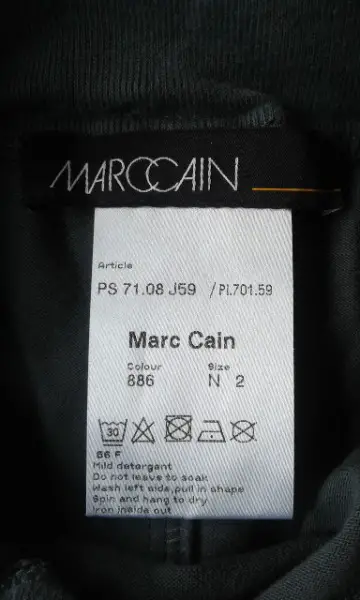 MARCCAIN
Article
PS 71.08 J59 / PI.701.59
Marc Cain
Colour Size
886 N 2
30
86 F
Mild detergent
Do not leave to soak
Wash left side,pull in shape
Spin and hang to dry
Iron inside out